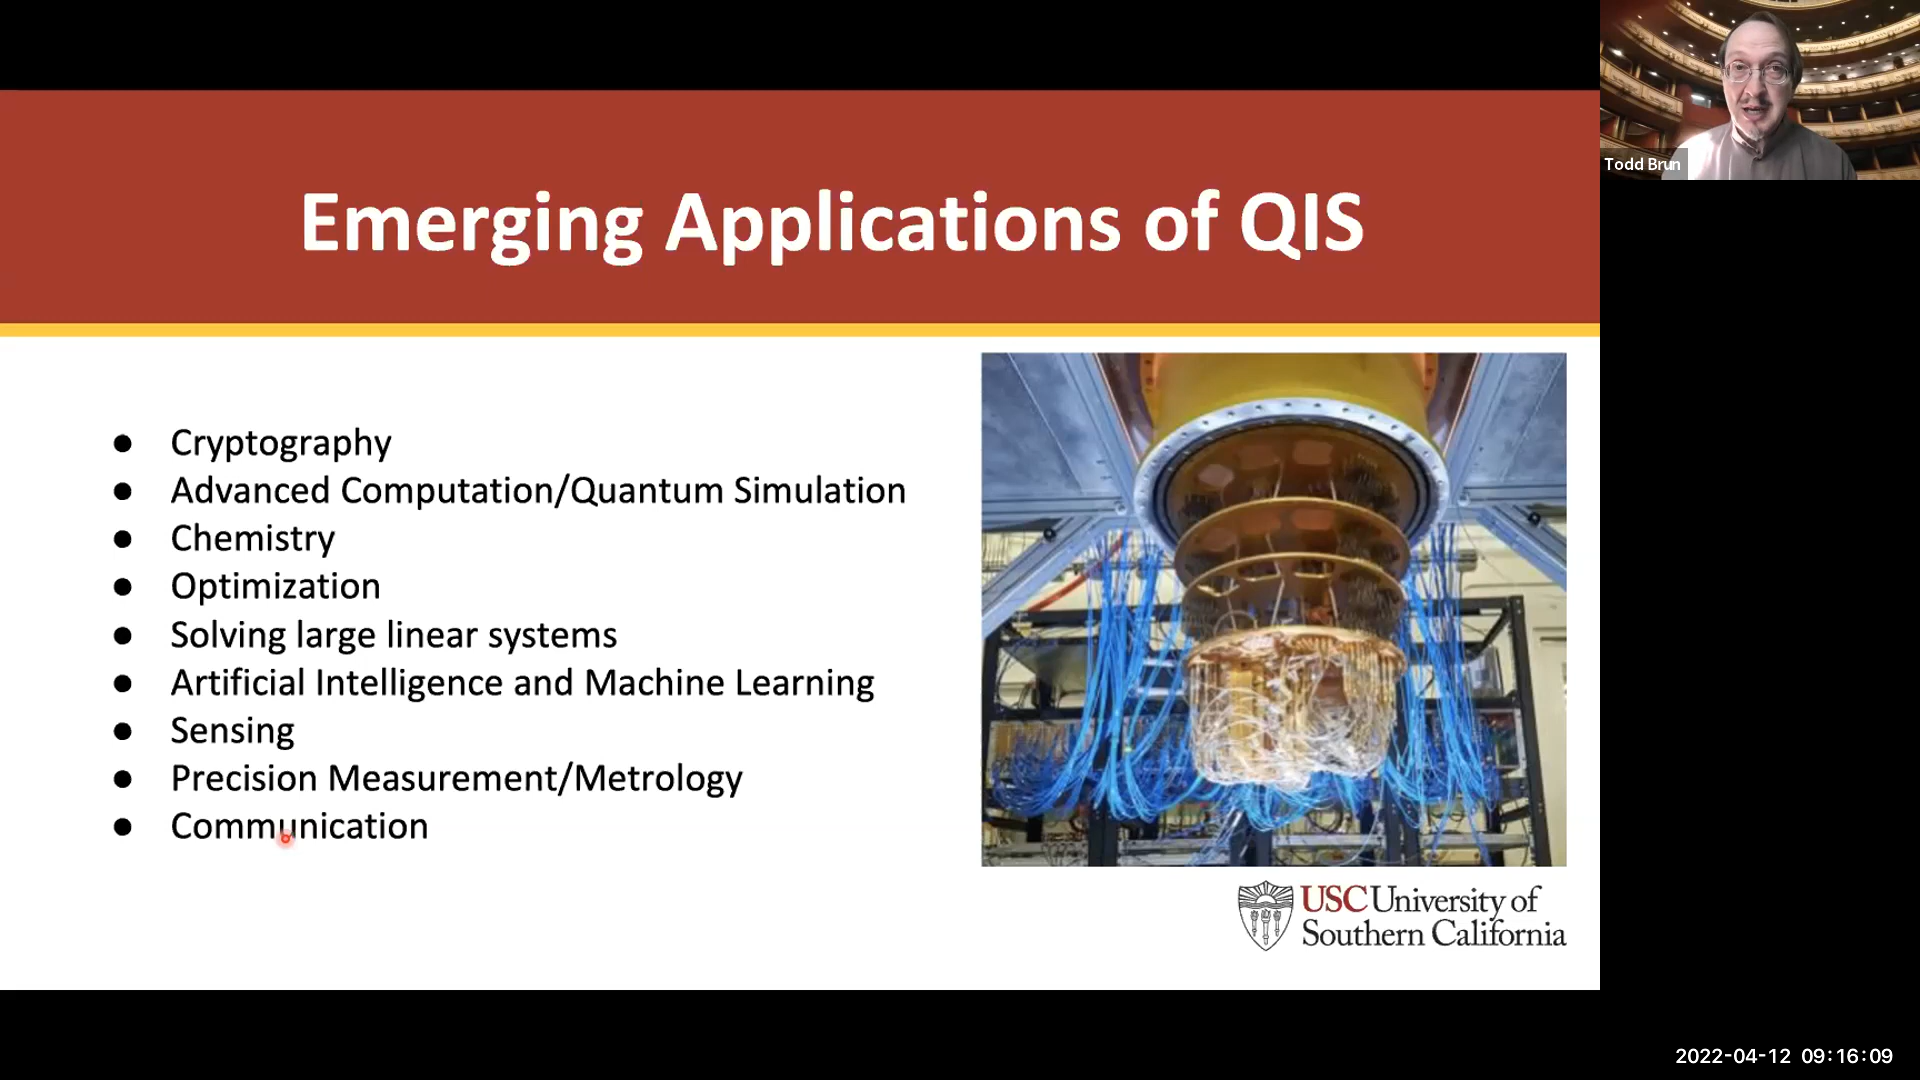 Emerging Applications of QIS
● Cryptography
● Advanced Computation/Quantum Simulation
● Chemistry
● Optimization
● Solving large linear systems
● Artificial Intelligence and Machine Learning
● Sensing
● Precision Measurement/Metrology
● Communication
USC University of
Southern California
Todd Brun
2022-04-12 09:16:09